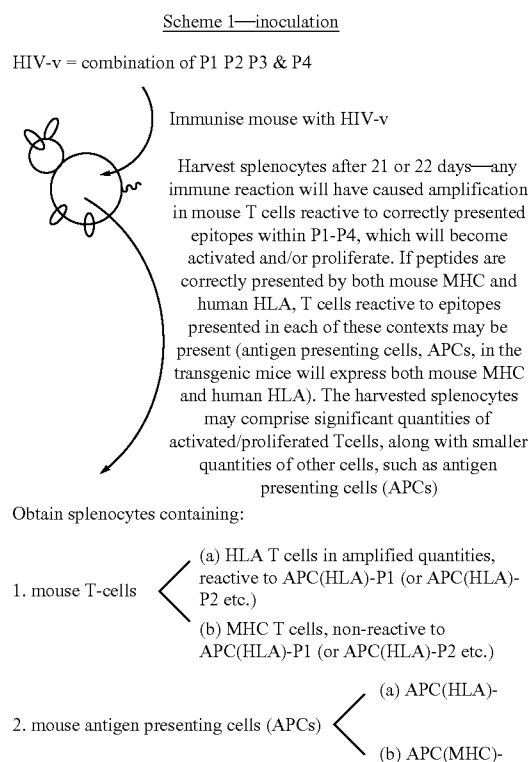 Scheme 1—inoculation
HIV-v = combination of P1 P2 P3 & P4
Immunise mouse with HIV-v
Harvest splenocytes after 21 or 22 days—any
immune reaction will have caused amplification
in mouse T cells reactive to correctly presented
epitopes within P1-P4, which will become
activated and/or proliferate. If peptides are
correctly presented by both mouse MHC and
human HLA, T cells reactive to epitopes
presented in each of these contexts may be
present (antigen presenting cells, APCs, in the
transgenic mice will express both mouse MHC
and human HLA). The harvested splenocytes
may comprise significant quantities of
activated/proliferated Tcells, along with smaller
quantities of other cells, such as antigen
presenting cells (APCs)
Obtain splenocytes containing:
1. mouse T-cells
(a) HLA T cells in amplified quantities,
reactive to APC(HLA)-P1 (or APC(HLA)-
P2 etc.)
(b) MHC T cells, non-reactive to
APC(HLA)-P1 (or APC(HLA)-P2 etc.)
2. mouse antigen presenting cells (APCs)
(a) APC(HLA)-
(b) APC(MHC)-